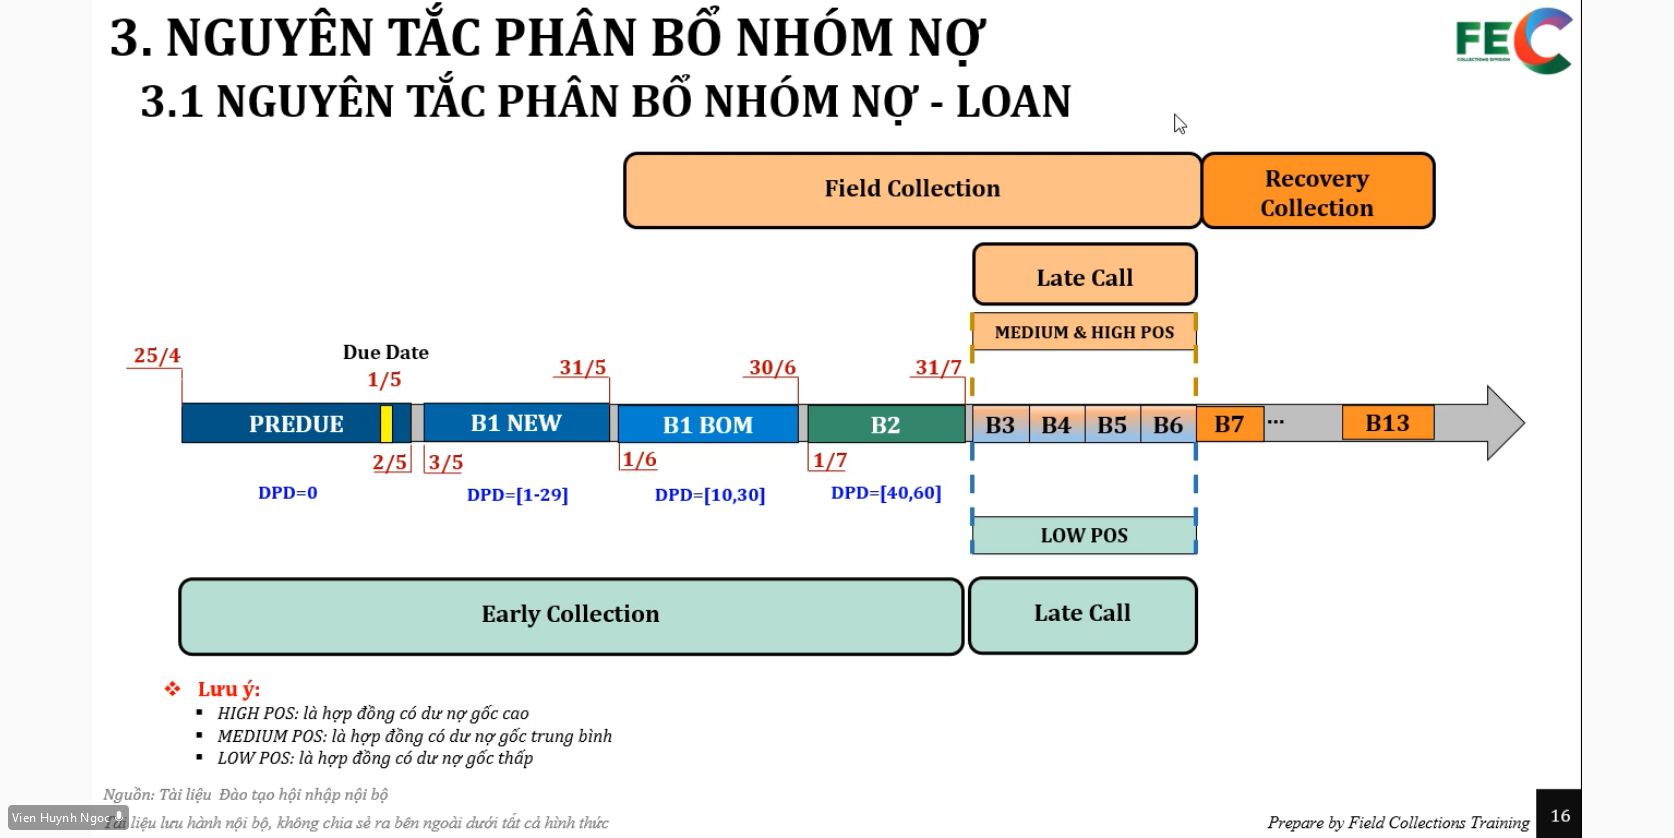 3. NGUYÊN TẮC PHÂN BỔ NHÓM NỢ
3.1 NGUYÊN TẮC PHÂN BỔ NHÓM NỢ - LOAN
FEC
COLLECTIONS DIVISION
Field Collection
Recovery
Collection
Late Call
MEDIUM & HIGH POS
25/4
Due Date
1/5
31/5
30/6
31/7
PREDUE
B1 NEW
B1 BOM
B2
B3
B4
B5
B6
B7
...
B13
2/5
3/5
1/6
1/7
DPD=0
DPD=[1-29]
DPD=[10,30]
DPD=[40,60]
LOW POS
Early Collection
Late Call
❖ Lưu ý:
▪ HIGH POS: là hợp đồng có dư nợ gốc cao
▪ MEDIUM POS: là hợp đồng có dư nợ gốc trung bình
▪ LOW POS: là hợp đồng có dư nợ gốc thấp
Nguồn: Tài liệu Đào tạo hội nhập nội bộ
Vien Huynh Ngoc
Tài liệu lưu hành nội bộ, không chia sẻ ra bên ngoài dưới tất cả hình thức
Prepare by Field Collections Training
16